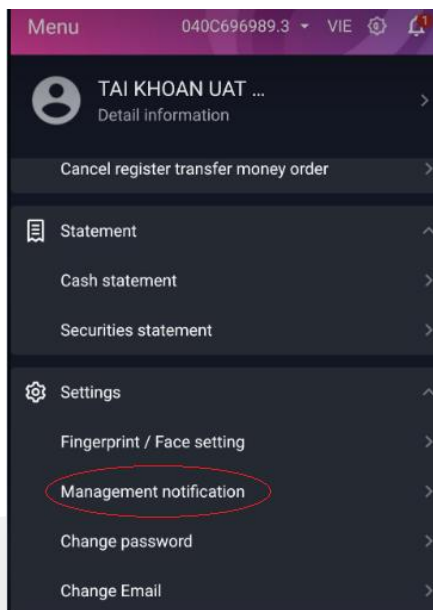 Menu 040C696989.3 VIE 1
TAI KHOAN UAT ...
Detail information
Cancel register transfer money order
Statement
Cash statement
Securities statement
Settings
Fingerprint / Face setting
Management notification
Change password
Change Email